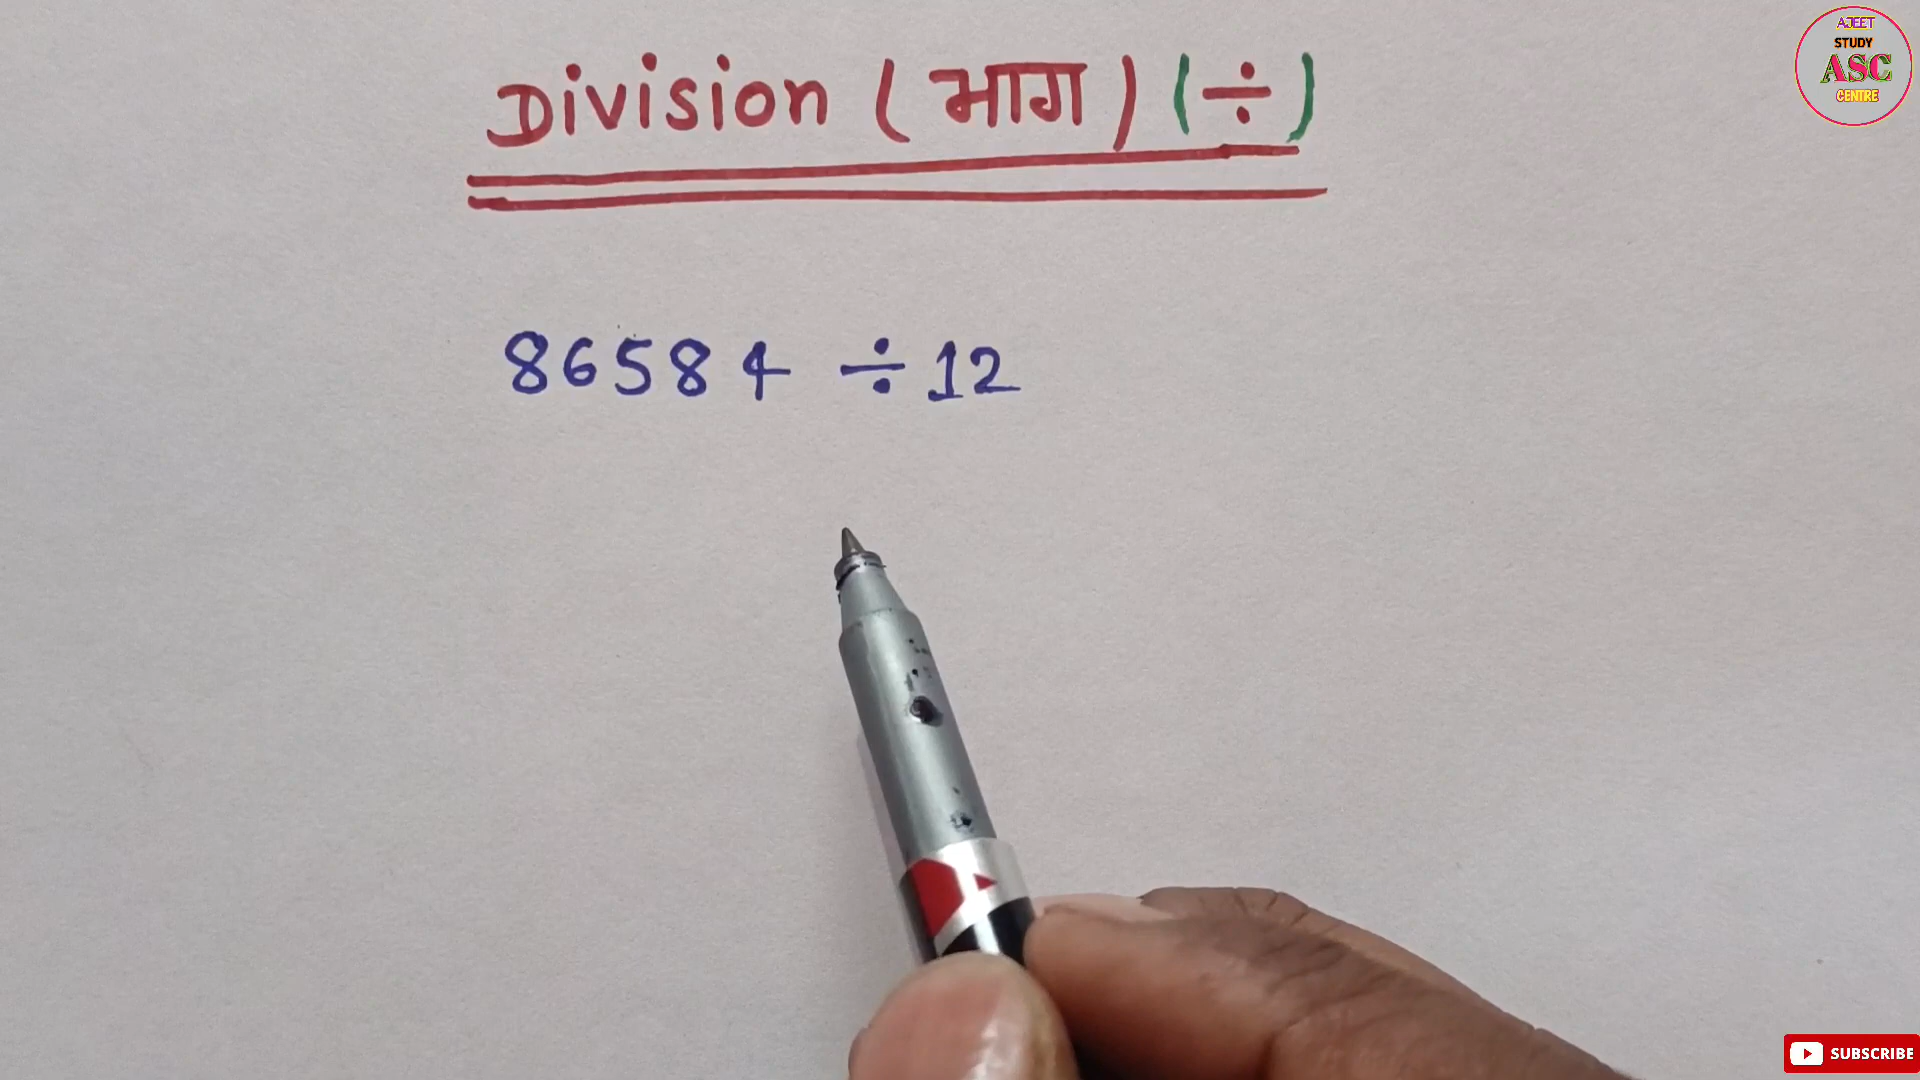 Division (भाग) (÷)
86584 ÷ 12
AJEET
STUDY
ASC
CENTRE
SUBSCRIBE